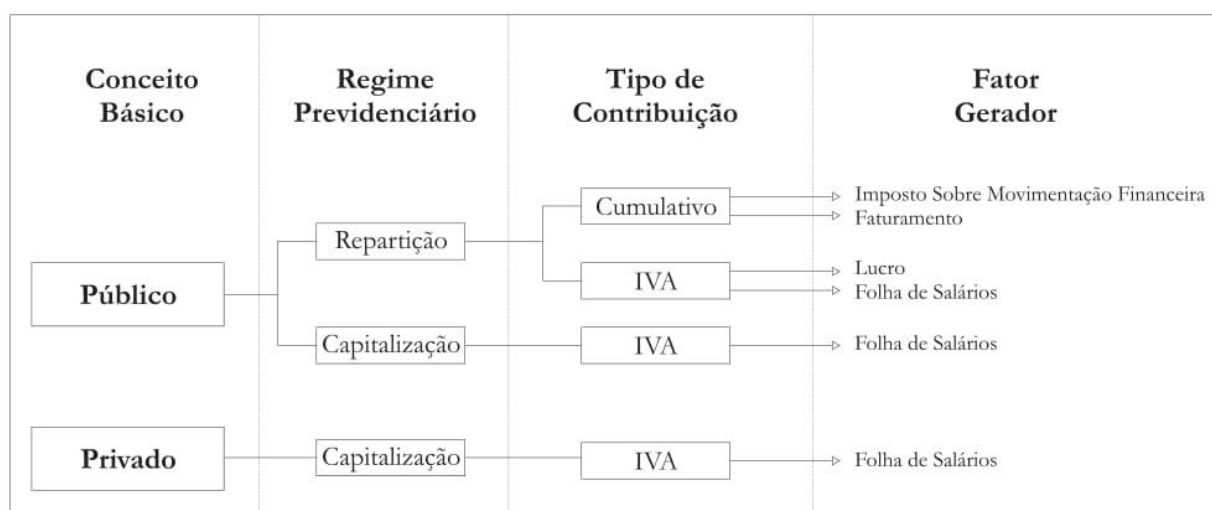 Conceito
Básico
Regime
Previdenciário
Tipo de
Contribuição
Fator
Gerador
Público
Repartição
Cumulativo
Imposto Sobre Movimentação Financeira
Faturamento
IVA
Lucro
Folha de Salários
Capitalização
IVA
Folha de Salários
Privado
Capitalização
IVA
Folha de Salários